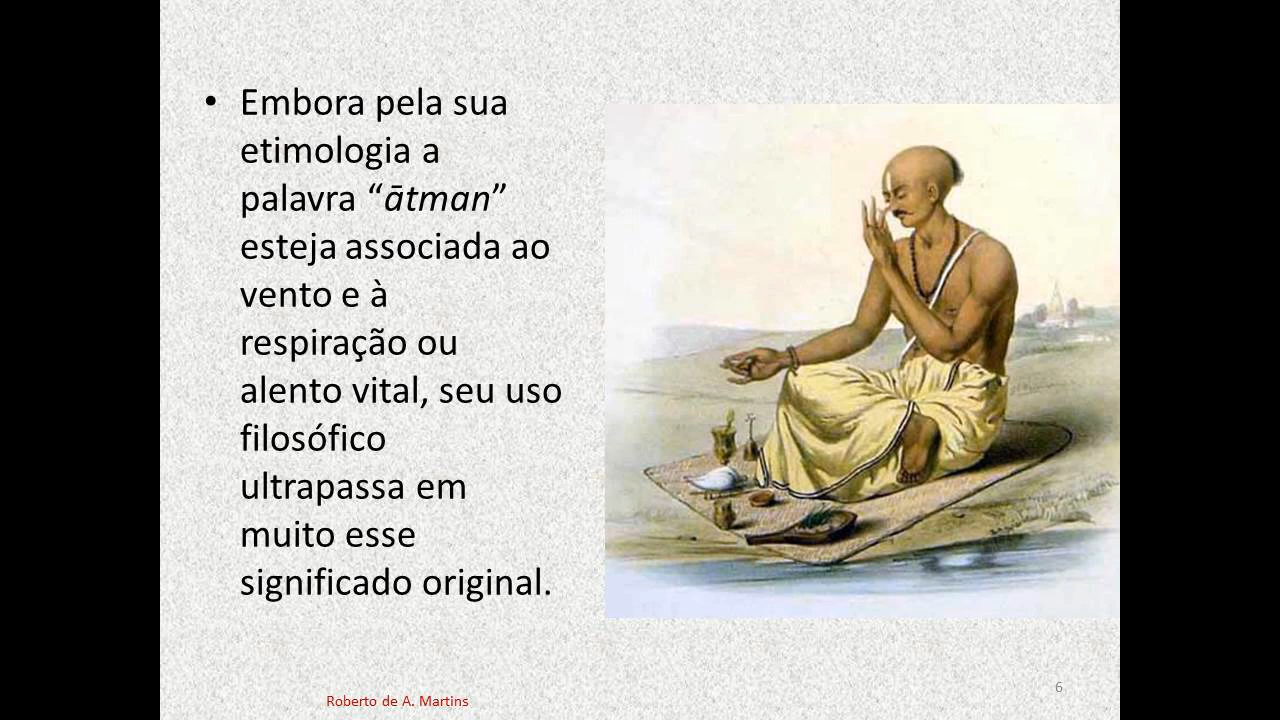 • Embora pela sua
etimologia a
palavra “ātman”
esteja associada ao
vento e à
respiração ou
alento vital, seu uso
filosófico
ultrapassa em
muito esse
significado original.
Roberto de A. Martins
6